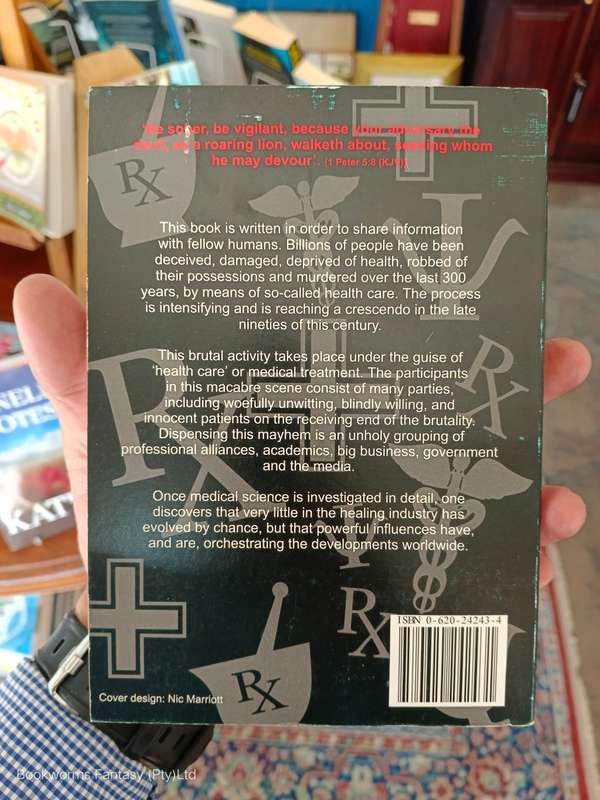 'Be sober, be vigilant, because your adversary the
devil, as a roaring lion, walketh about, seeking whom
he may devour'. (1 Peter 5:8 (KJV))
This book is written in order to share information
with fellow humans. Billions of people have been
deceived, damaged, deprived of health, robbed of
their possessions and murdered over the last 300
years, by means of so-called health care. The process
is intensifying and is reaching a crescendo in the late
nineties of this century.
This brutal activity takes place under the guise of
'health care' or medical treatment. The participants
in this macabre scene consist of many parties,
including woefully unwitting, blindly willing, and
innocent patients on the receiving end of the brutality.
Dispensing this mayhem is an unholy grouping of
professional alliances, academics, big business, government
and the media.
Once medical science is investigated in detail, one
discovers that very little in the healing industry has
evolved by chance, but that powerful influences have,
and are, orchestrating the developments worldwide.
ISBN 0-620-24243-4
Cover design: Nic Marriott
Rx
Rx
Rx
Rx
Rx
KAT
Bookworms Fantasy (Pty)Ltd